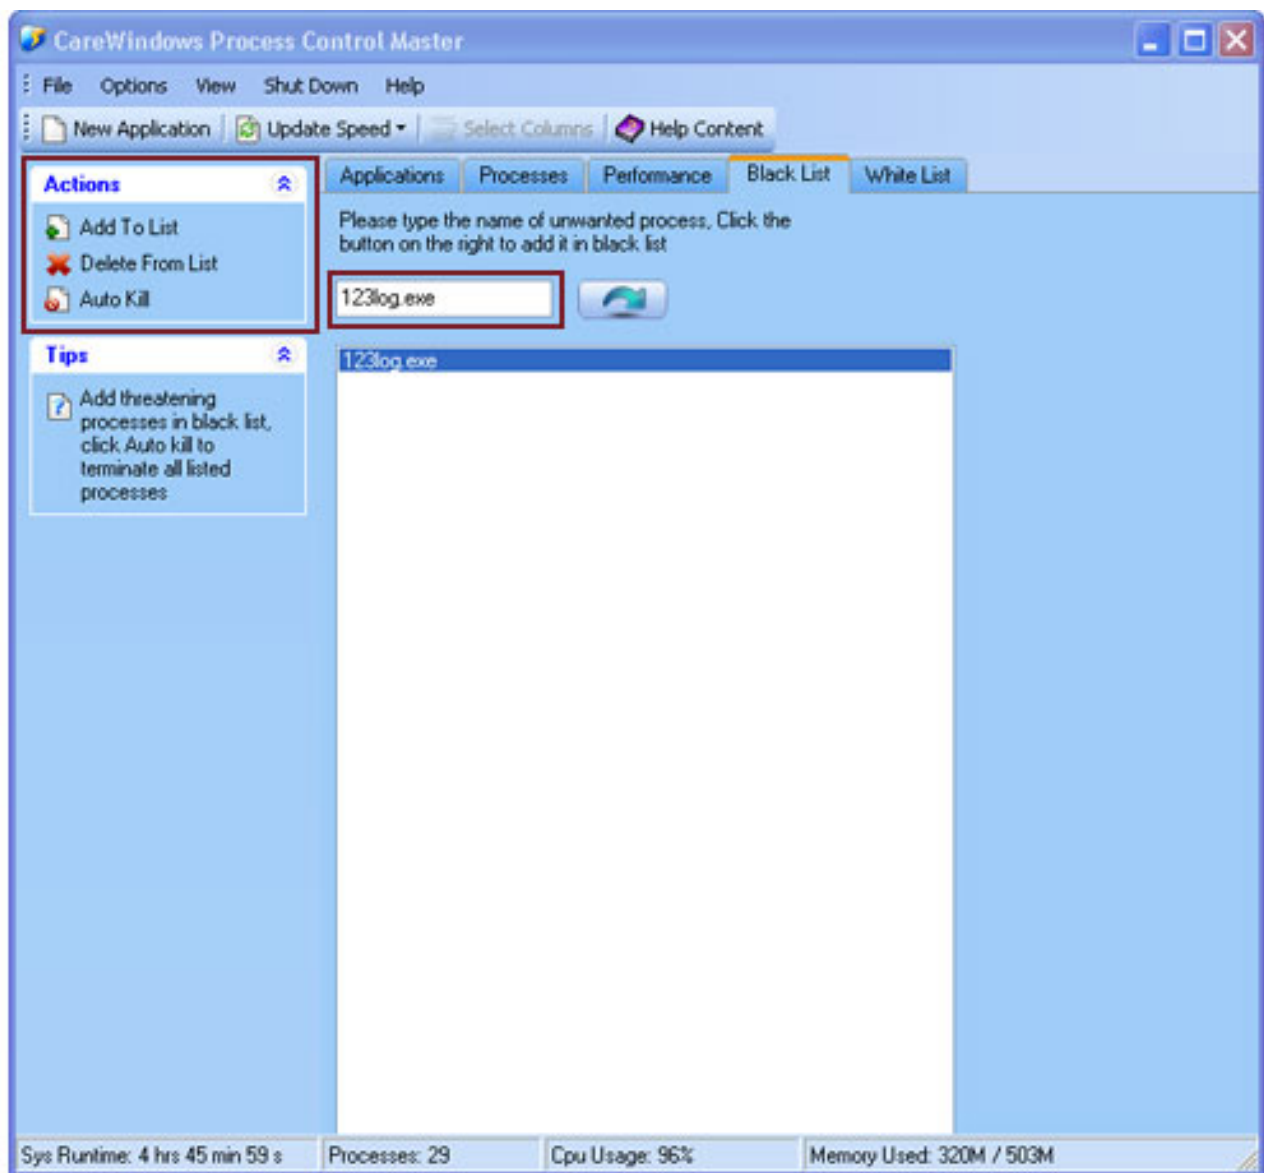 CareWindows Process Control Master
File Options View Shut Down Help
New Application Update Speed Select Columns Help Content
Actions
Add To List
Delete From List
Auto Kill
Tips
Add threatening
processes in black list,
click Auto kill to
terminate all listed
processes
Applications Processes Performance Black List White List
Please type the name of unwanted process, Click the
button on the right to add it in black list
123log.exe
123log.exe
Sys Runtime: 4 hrs 45 min 59 s Processes: 29 Cpu Usage: 96% Memory Used: 320M / 503M